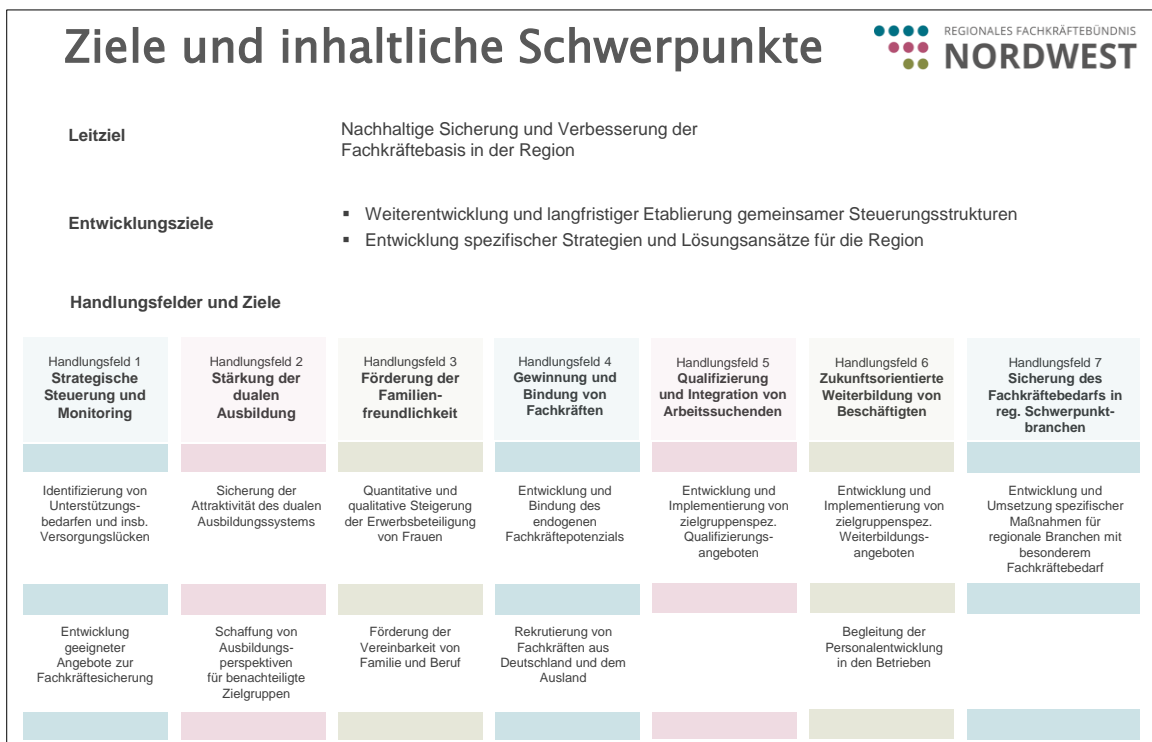 Ziele und inhaltliche Schwerpunkte
REGIONALES FACHKRÄFTEBÜNDNIS
NORDWEST
Leitziel
Nachhaltige Sicherung und Verbesserung der
Fachkräftebasis in der Region
Entwicklungsziele
▪ Weiterentwicklung und langfristiger Etablierung gemeinsamer Steuerungsstrukturen
▪ Entwicklung spezifischer Strategien und Lösungsansätze für die Region
Handlungsfelder und Ziele
Handlungsfeld 1
Strategische
Steuerung und
Monitoring
Identifizierung von
Unterstützungs-
bedarfen und insb.
Versorgungslücken
Entwicklung
geeigneter
Angebote zur
Fachkräftesicherung
Handlungsfeld 2
Stärkung der
dualen
Ausbildung
Sicherung der
Attraktivität des dualen
Ausbildungssystems
Schaffung von
Ausbildungs-
perspektiven
für benachteiligte
Zielgruppen
Handlungsfeld 3
Förderung der
Familien-
freundlichkeit
Quantitative und
qualitative Steigerung
der Erwerbsbeteiligung
von Frauen
Förderung der
Vereinbarkeit von
Familie und Beruf
Handlungsfeld 4
Gewinnung und
Bindung von
Fachkräften
Entwicklung und
Bindung des
endogenen
Fachkräftepotenzials
Rekrutierung von
Fachkräften aus
Deutschland und dem
Ausland
Handlungsfeld 5
Qualifizierung
und Integration von
Arbeitssuchenden
Entwicklung und
Implementierung von
zielgruppenspez.
Qualifizierungs-
angeboten
Handlungsfeld 6
Zukunftsorientierte
Weiterbildung von
Beschäftigten
Entwicklung und
Implementierung von
zielgruppenspez.
Weiterbildungs-
angeboten
Begleitung der
Personalentwicklung
in den Betrieben
Handlungsfeld 7
Sicherung des
Fachkräftebedarfs in
reg. Schwerpunkt-
branchen
Entwicklung und
Umsetzung spezifischer
Maßnahmen für
regionale Branchen mit
besonderem
Fachkräftebedarf